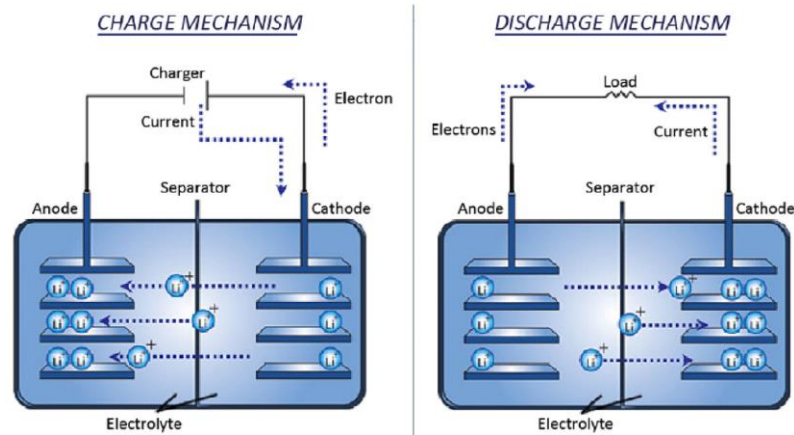 CHARGE MECHANISM
Charger
Electron
Current
Separator
Anode
Cathode
Li
Li
Li
+
Li
Li
Li
Li
+
Li
Li
Li
Li
+
Li
Electrolyte
DISCHARGE MECHANISM
Load
Electrons
Current
Separator
Anode
Cathode
Li
Li
+
Li
Li
Li
Li
+
Li
Li
Li
Li
+
Li
Li
Electrolyte